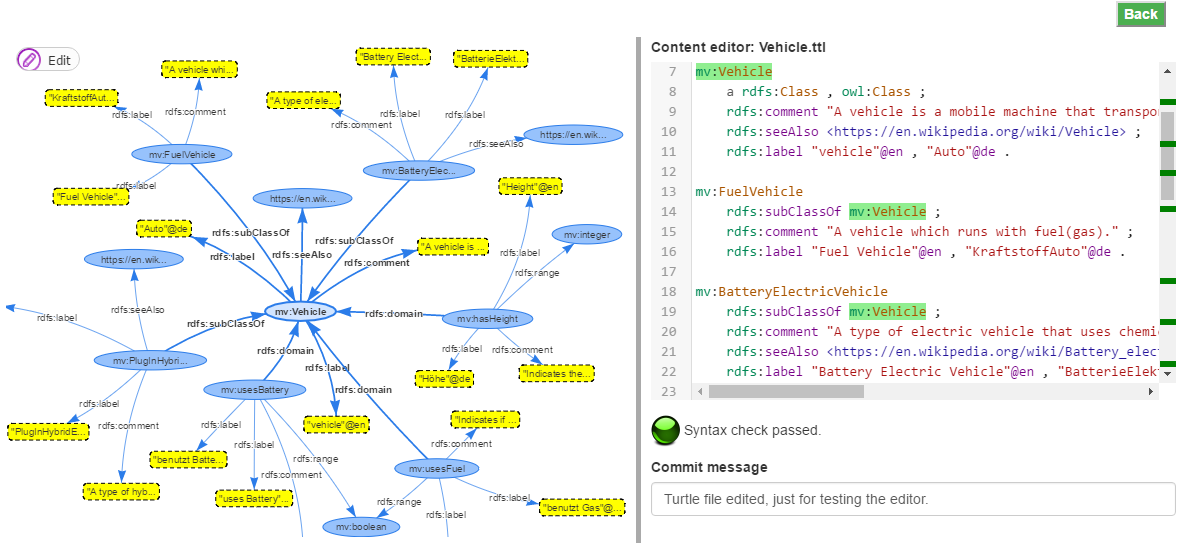 Back
Edit
"A vehicle whi...
"KraftstoffAut...
rdfs:label
rdfs:comment
mv:FuelVehicle
rdfs:label
"Fuel Vehicle"...
"Battery Elect...
"BatterieElekt...
"A type of ele...
rdfs:label
rdfs:label
rdfs:comment
https://en.wik...
rdfs:seeAlso
mv:BatteryElec...
"Height"@en
https://en.wik...
"Auto"@de
rdfs:subClassOf
rdfs:subClassOf
mv:integer
"A vehicle is ...
rdfs:label
rdfs:seeAlso
rdfs:comment
rdfs:label
rdfs:range
https://en.wik...
rdfs:seeAlso
rdfs:label
rdfs:subClassOf
mv:Vehicle
rdfs:domain
mv:hasHeight
rdfs:domain
rdfs:label
rdfs:comment
mv:PlugInHybri...
rdfs:label
"Höhe"@de
"Indicates the...
mv:usesBattery
rdfs:domain
rdfs:label
rdfs:comment
"vehicle"@en
"Indicates if ...
"PlugInHybridE...
rdfs:label
rdfs:label
rdfs:comment
"benutzt Batte...
rdfs:range
rdfs:comment
mv:usesFuel
"A type of hyb...
"uses Battery"...
rdfs:range
rdfs:label
rdfs:label
"benutzt Gas"@...
mv:boolean
Content editor: Vehicle.ttl
7 mv:Vehicle
8 a rdfs:Class , owl:Class ;
9 rdfs:comment "A vehicle is a mobile machine that transpo
10 rdfs:seeAlso <https://en.wikipedia.org/wiki/Vehicle> ;
11 rdfs:label "vehicle"@en , "Auto"@de .
12
13 mv:FuelVehicle
14 rdfs:subClassOf mv:Vehicle ;
15 rdfs:comment "A vehicle which runs with fuel(gas)." ;
16 rdfs:label "Fuel Vehicle"@en , "KraftstoffAuto"@de .
17
18 mv:BatteryElectricVehicle
19 rdfs:subClassOf mv:Vehicle ;
20 rdfs:comment "A type of electric vehicle that uses chemi
21 rdfs:seeAlso <https://en.wikipedia.org/wiki/Battery_elect
22 rdfs:label "Battery Electric Vehicle"@en , "BatterieElekt
23
Syntax check passed.
Commit message
Turtle file edited, just for testing the editor.